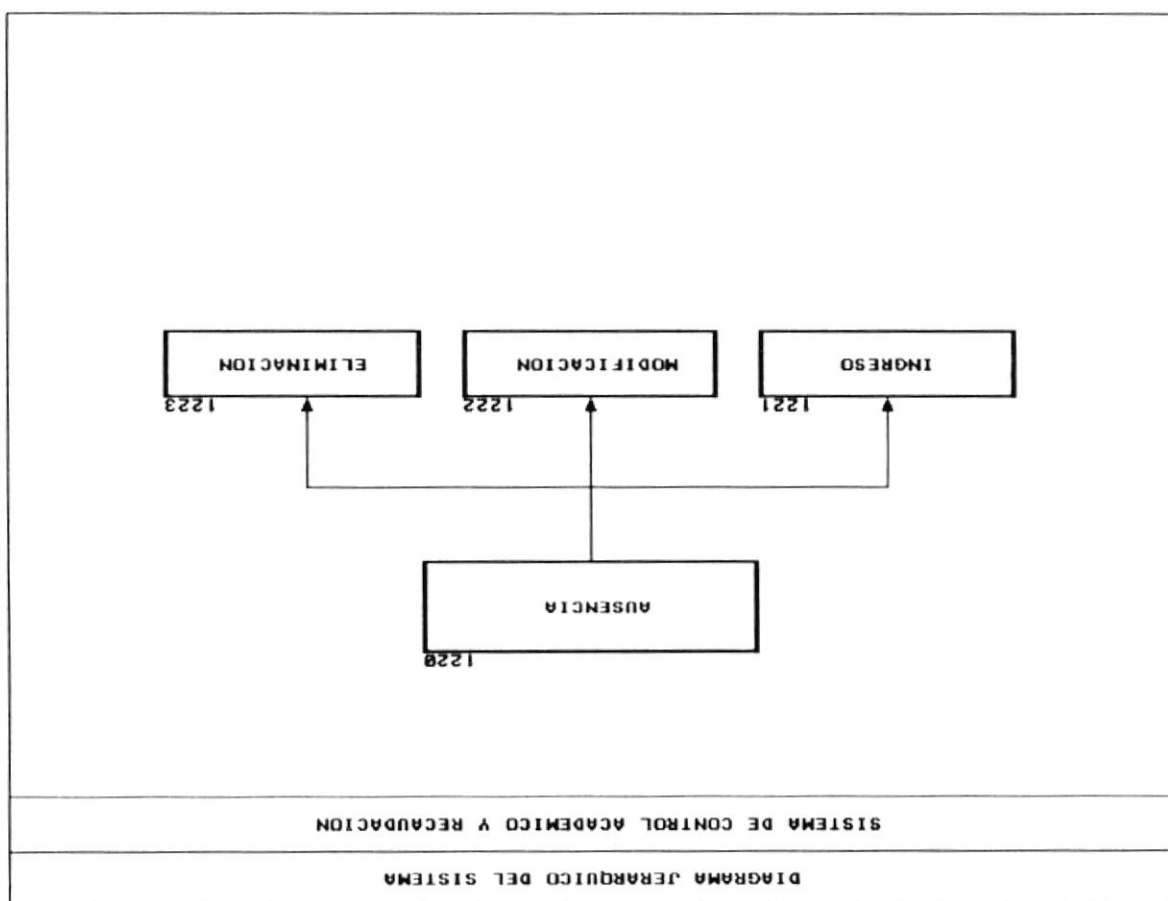 DIAGRAMA JERARQUICO DEL SISTEMA
SISTEMA DE CONTROL ACADEMICO Y RECAUDACION
1220
AUSENCIA
1221
INGRESO
1222
MODIFICACION
1223
ELIMINACION